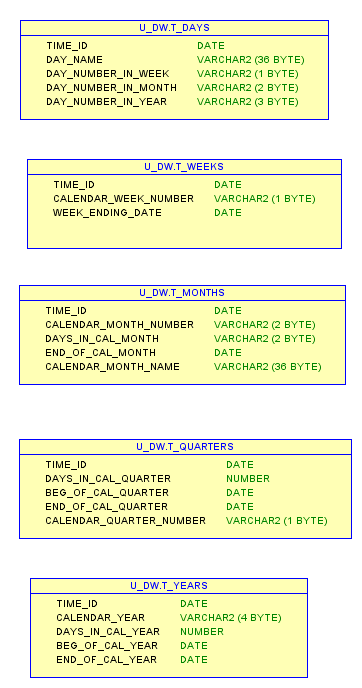 U_DW.T_DAYS
TIME_ID DATE
DAY_NAME VARCHAR2 (36 BYTE)
DAY_NUMBER_IN_WEEK VARCHAR2 (1 BYTE)
DAY_NUMBER_IN_MONTH VARCHAR2 (2 BYTE)
DAY_NUMBER_IN_YEAR VARCHAR2 (3 BYTE)
U_DW.T_WEEKS
TIME_ID DATE
CALENDAR_WEEK_NUMBER VARCHAR2 (1 BYTE)
WEEK_ENDING_DATE DATE
U_DW.T_MONTHS
TIME_ID DATE
CALENDAR_MONTH_NUMBER VARCHAR2 (2 BYTE)
DAYS_IN_CAL_MONTH VARCHAR2 (2 BYTE)
END_OF_CAL_MONTH DATE
CALENDAR_MONTH_NAME VARCHAR2 (36 BYTE)
U_DW.T_QUARTERS
TIME_ID DATE
DAYS_IN_CAL_QUARTER NUMBER
BEG_OF_CAL_QUARTER DATE
END_OF_CAL_QUARTER DATE
CALENDAR_QUARTER_NUMBER VARCHAR2 (1 BYTE)
U_DW.T_YEARS
TIME_ID DATE
CALENDAR_YEAR VARCHAR2 (4 BYTE)
DAYS_IN_CAL_YEAR NUMBER
BEG_OF_CAL_YEAR DATE
END_OF_CAL_YEAR DATE